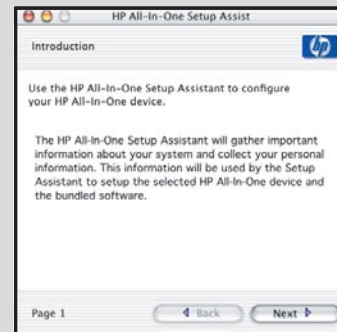 HP All-In-One Setup Assist
Introduction
hp
Use the HP All-In-One Setup Assistant to configure
your HP All-In-One device.
The HP All-In-One Setup Assistant will gather important
information about your system and collect your personal
information. This information will be used by the Setup
Assistant to setup the selected HP All-In-One device and
the bundled software.
Page 1
Back
Next